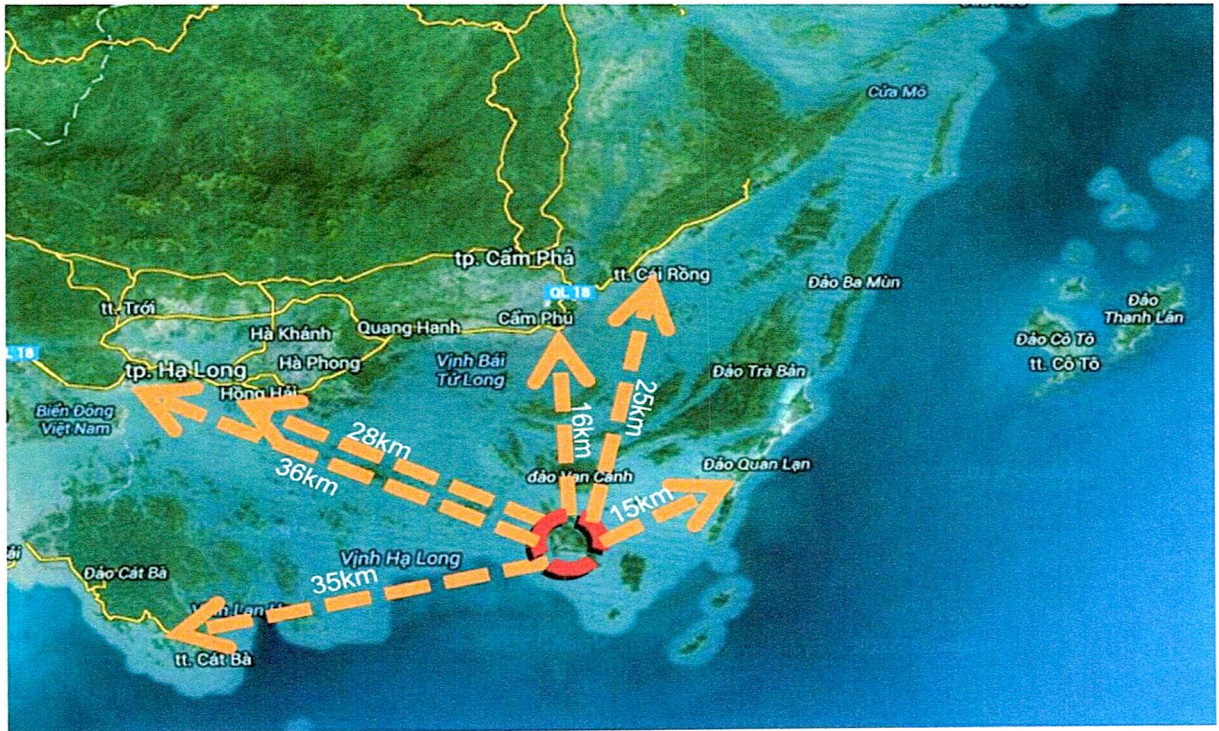 Cửa Mô
tp. Cẩm Phả
tt. Cái Rồng
Đảo Ba Mùn
QL 18
tt. Trới
Cẩm Phú
Quang Hanh
Hà Khánh
Đảo
Thanh Lân
Đảo Cô Tô
tt. Cô Tô
L 18
Hà Phong
Vịnh Bái
Tử Long
tp. Hạ Long
Đảo Trà Bản
Hồng Hải
Biển Đông
Việt Nam
25km
16km
28km
36km
Đảo Quan Lạn
đảo Vạn Cảnh
15km
Vịnh Hạ Long
Đảo Cát Bà
35km
tt. Cát Bà